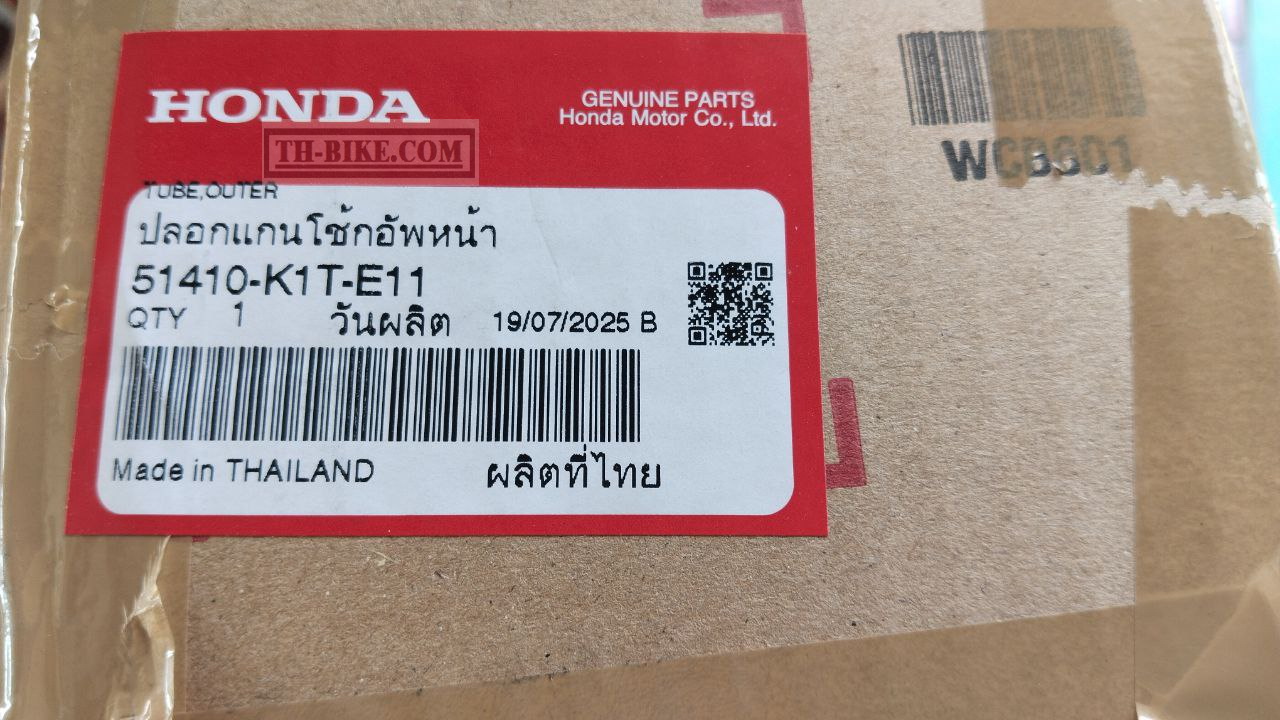 HONDA
GENUINE PARTS
Honda Motor Co., Ltd.
TH-BIKE.COM
TUBE,OUTER
ปลอกแกนโช้กอัพหน้า
51410-K1T-E11
QTY 1 วันผลิต 19/07/2025 B
Made in THAILAND ผลิตที่ไทย
WCB601